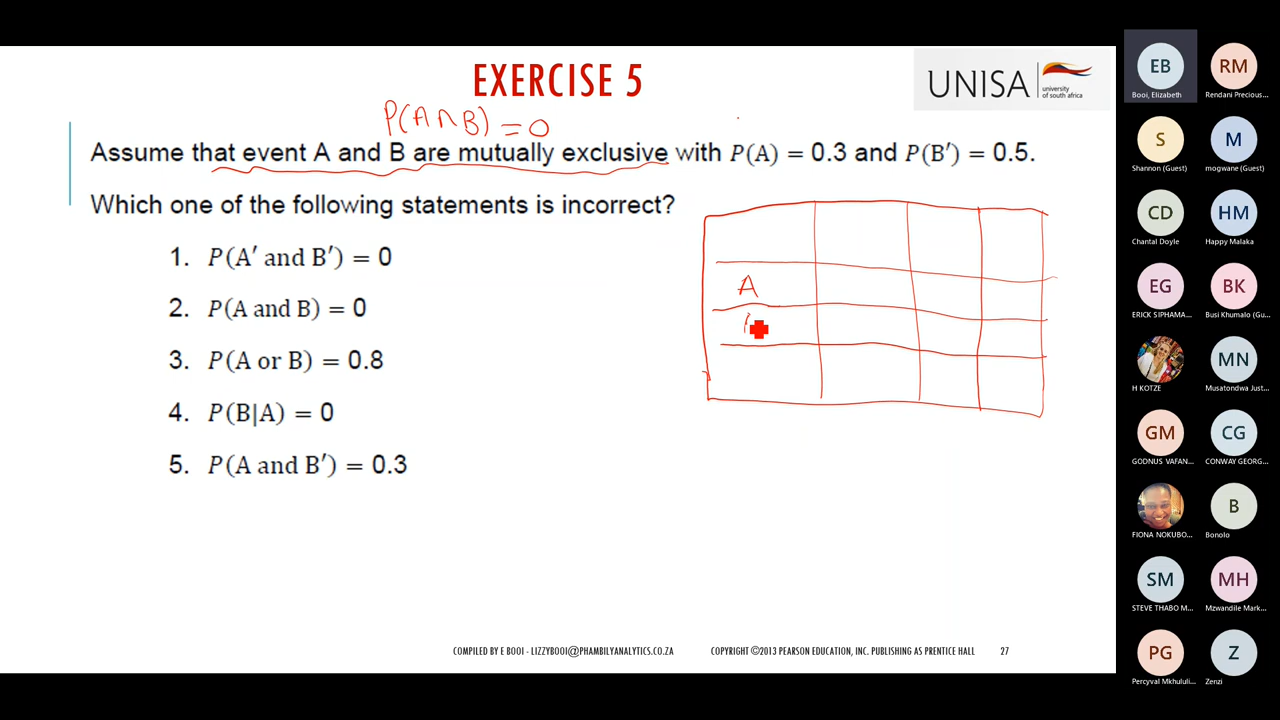 EXERCISE 5
UNISA
university
of south africa
P(A∩B) = 0
Assume that event A and B are mutually exclusive with P(A) = 0.3 and P(B′) = 0.5.
Which one of the following statements is incorrect?
1. P(A′ and B′) = 0
2. P(A and B) = 0
3. P(A or B) = 0.8
4. P(B|A) = 0
5. P(A and B′) = 0.3
A
COMPILED BY E BOOI - LIZZYBOOI@PHAMBILYANALYTICS.CO.ZA
COPYRIGHT ©2013 PEARSON EDUCATION, INC. PUBLISHING AS PRENTICE HALL
27
EB
Booi, Elizabeth
RM
Rendani Precious...
S
Shannon (Guest)
M
mogwane (Guest)
CD
Chantal Doyle
HM
Happy Malaka
EG
ERICK SIPHAMA...
BK
Busi Khumalo (Gu...
H KOTZE
MN
Musatondwa Just...
GM
GODNUS VAFAN...
CG
CONWAY GEORG...
FIONA NOKUBO...
B
Bonolo
SM
STEVE THABO M...
MH
Mzwandile Mark...
PG
Percyval Mkhululi...
Z
Zenzi